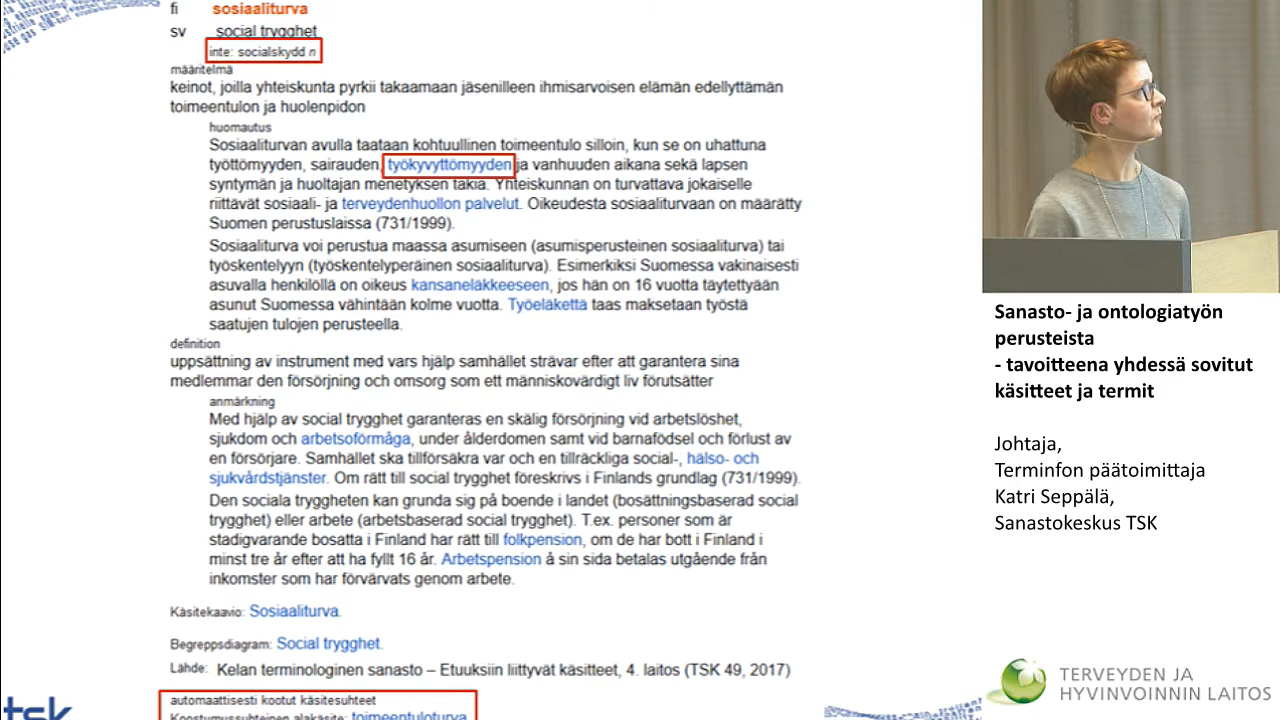 fi sosiaaliturva
sv social trygghet
inte: socialskydd n
määritelmä
keinot, joilla yhteiskunta pyrkii takaamaan jäsenilleen ihmisarvoisen elämän edellyttämän
toimeentulon ja huolenpidon
huomautus
Sosiaaliturvan avulla taataan kohtuullinen toimeentulo silloin, kun se on uhattuna
työttömyyden, sairauden, työkyvyttömyyden ja vanhuuden aikana sekä lapsen
syntymän ja huoltajan menetyksen takia. Yhteiskunnan on turvattava jokaiselle
riittävät sosiaali- ja terveydenhuollon palvelut. Oikeudesta sosiaaliturvaan on määrätty
Suomen perustuslaissa (731/1999).
Sosiaaliturva voi perustua maassa asumiseen (asumisperusteinen sosiaaliturva) tai
työskentelyyn (työskentelyperäinen sosiaaliturva). Esimerkiksi Suomessa vakinaisesti
asuvalla henkilöllä on oikeus kansaneläkkeeseen, jos hän on 16 vuotta täytettyään
asunut Suomessa vähintään kolme vuotta. Työeläkettä taas maksetaan työstä
saatujen tulojen perusteella.
definition
uppsättning av instrument med vars hjälp samhället strävar efter att garantera sina
medlemmar den försörjning och omsorg som ett människovärdigt liv förutsätter
anmärkning
Med hjälp av social trygghet garanteras en skälig försörjning vid arbetslöshet,
sjukdom och arbetsoförmåga, under ålderdomen samt vid barnafödsel och förlust av
en försörjare. Samhället ska tillförsäkra var och en tillräckliga social-, hälso- och
sjukvårdstjänster. Om rätt till social trygghet föreskrivs i Finlands grundlag (731/1999).
Den sociala tryggheten kan grunda sig på boende i landet (bosättningsbaserad social
trygghet) eller arbete (arbetsbaserad social trygghet). T.ex. personer som är
stadigvarande bosatta i Finland har rätt till folkpension, om de har bott i Finland i
minst tre år efter att ha fyllt 16 år. Arbetspension å sin sida betalas utgående från
inkomster som har förvärvats genom arbete.
Käsitekaavio: Sosiaaliturva.
Begreppsdiagram: Social trygghet.
Lähde: Kelan terminologinen sanasto – Etuuksiin liittyvät käsitteet, 4. laitos (TSK 49, 2017)
automaattisesti kootut käsitesuhteet
Koostumussuhteinen alakäsite: toimeentuloturva
tsk
Sanasto- ja ontologiatyön
perusteista
- tavoitteena yhdessä sovitut
käsitteet ja termit
Johtaja,
Terminfon päätoimittaja
Katri Seppälä,
Sanastokeskus TSK
TERVEYDEN JA
HYVINVOINNIN LAITOS